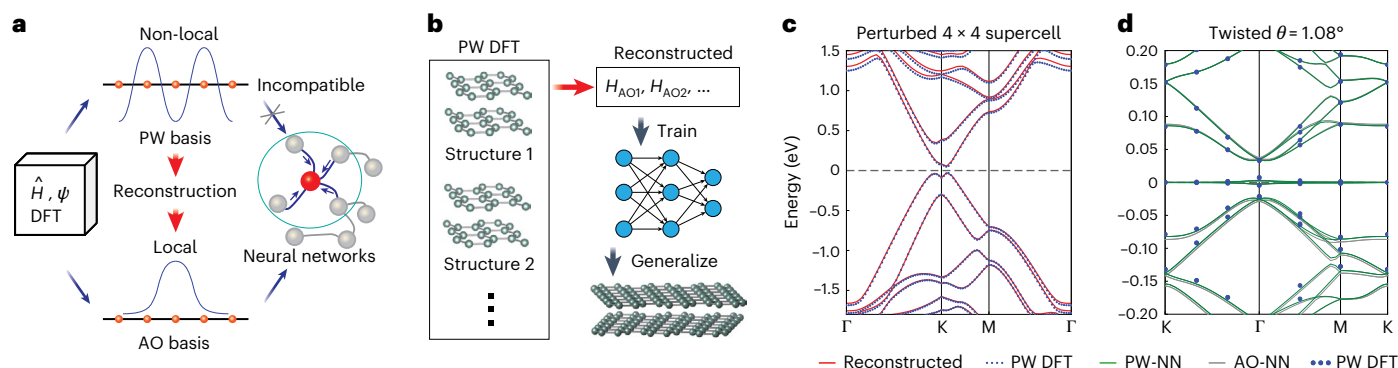 a
Non-local
Incompatible
PW basis
Ĥ, ψ
DFT
Reconstruction
Local
Neural networks
AO basis
b
PW DFT
Structure 1
Structure 2
Reconstructed
H_AO1, H_AO2, ...
Train
Generalize
c
Perturbed 4 × 4 supercell
Energy (eV)
1.5
1.0
0.5
0
−0.5
−1.0
−1.5
Γ K M Γ
d
Twisted θ = 1.08°
0.20
0.15
0.10
0.05
0
−0.05
−0.10
−0.15
−0.20
K Γ M K
Reconstructed PW DFT PW-NN AO-NN PW DFT